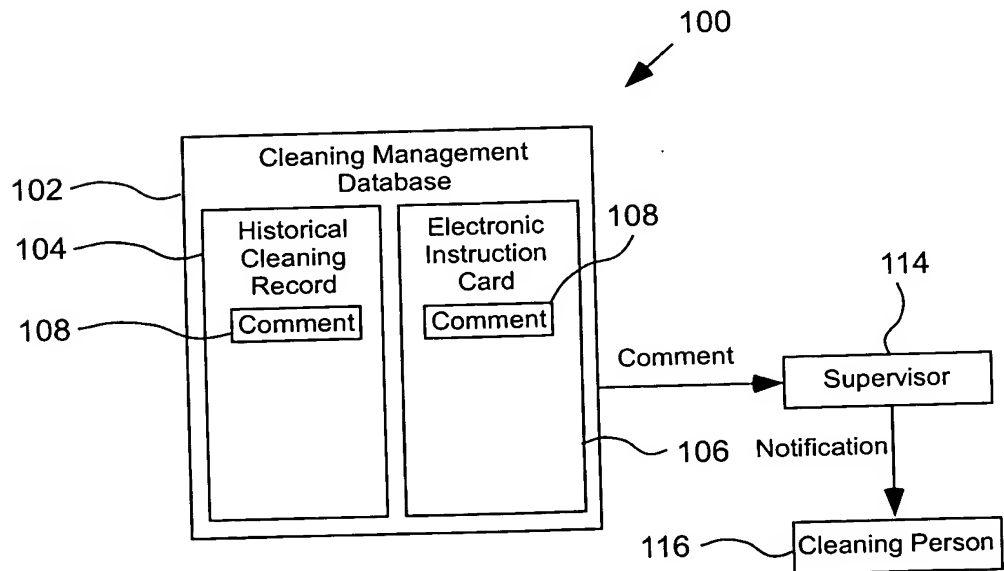 100
Cleaning Management
Database
102
104
Historical
Cleaning
Record
108
Comment
Electronic
Instruction
Card
108
Comment
106
Comment
114
Supervisor
Notification
116
Cleaning Person